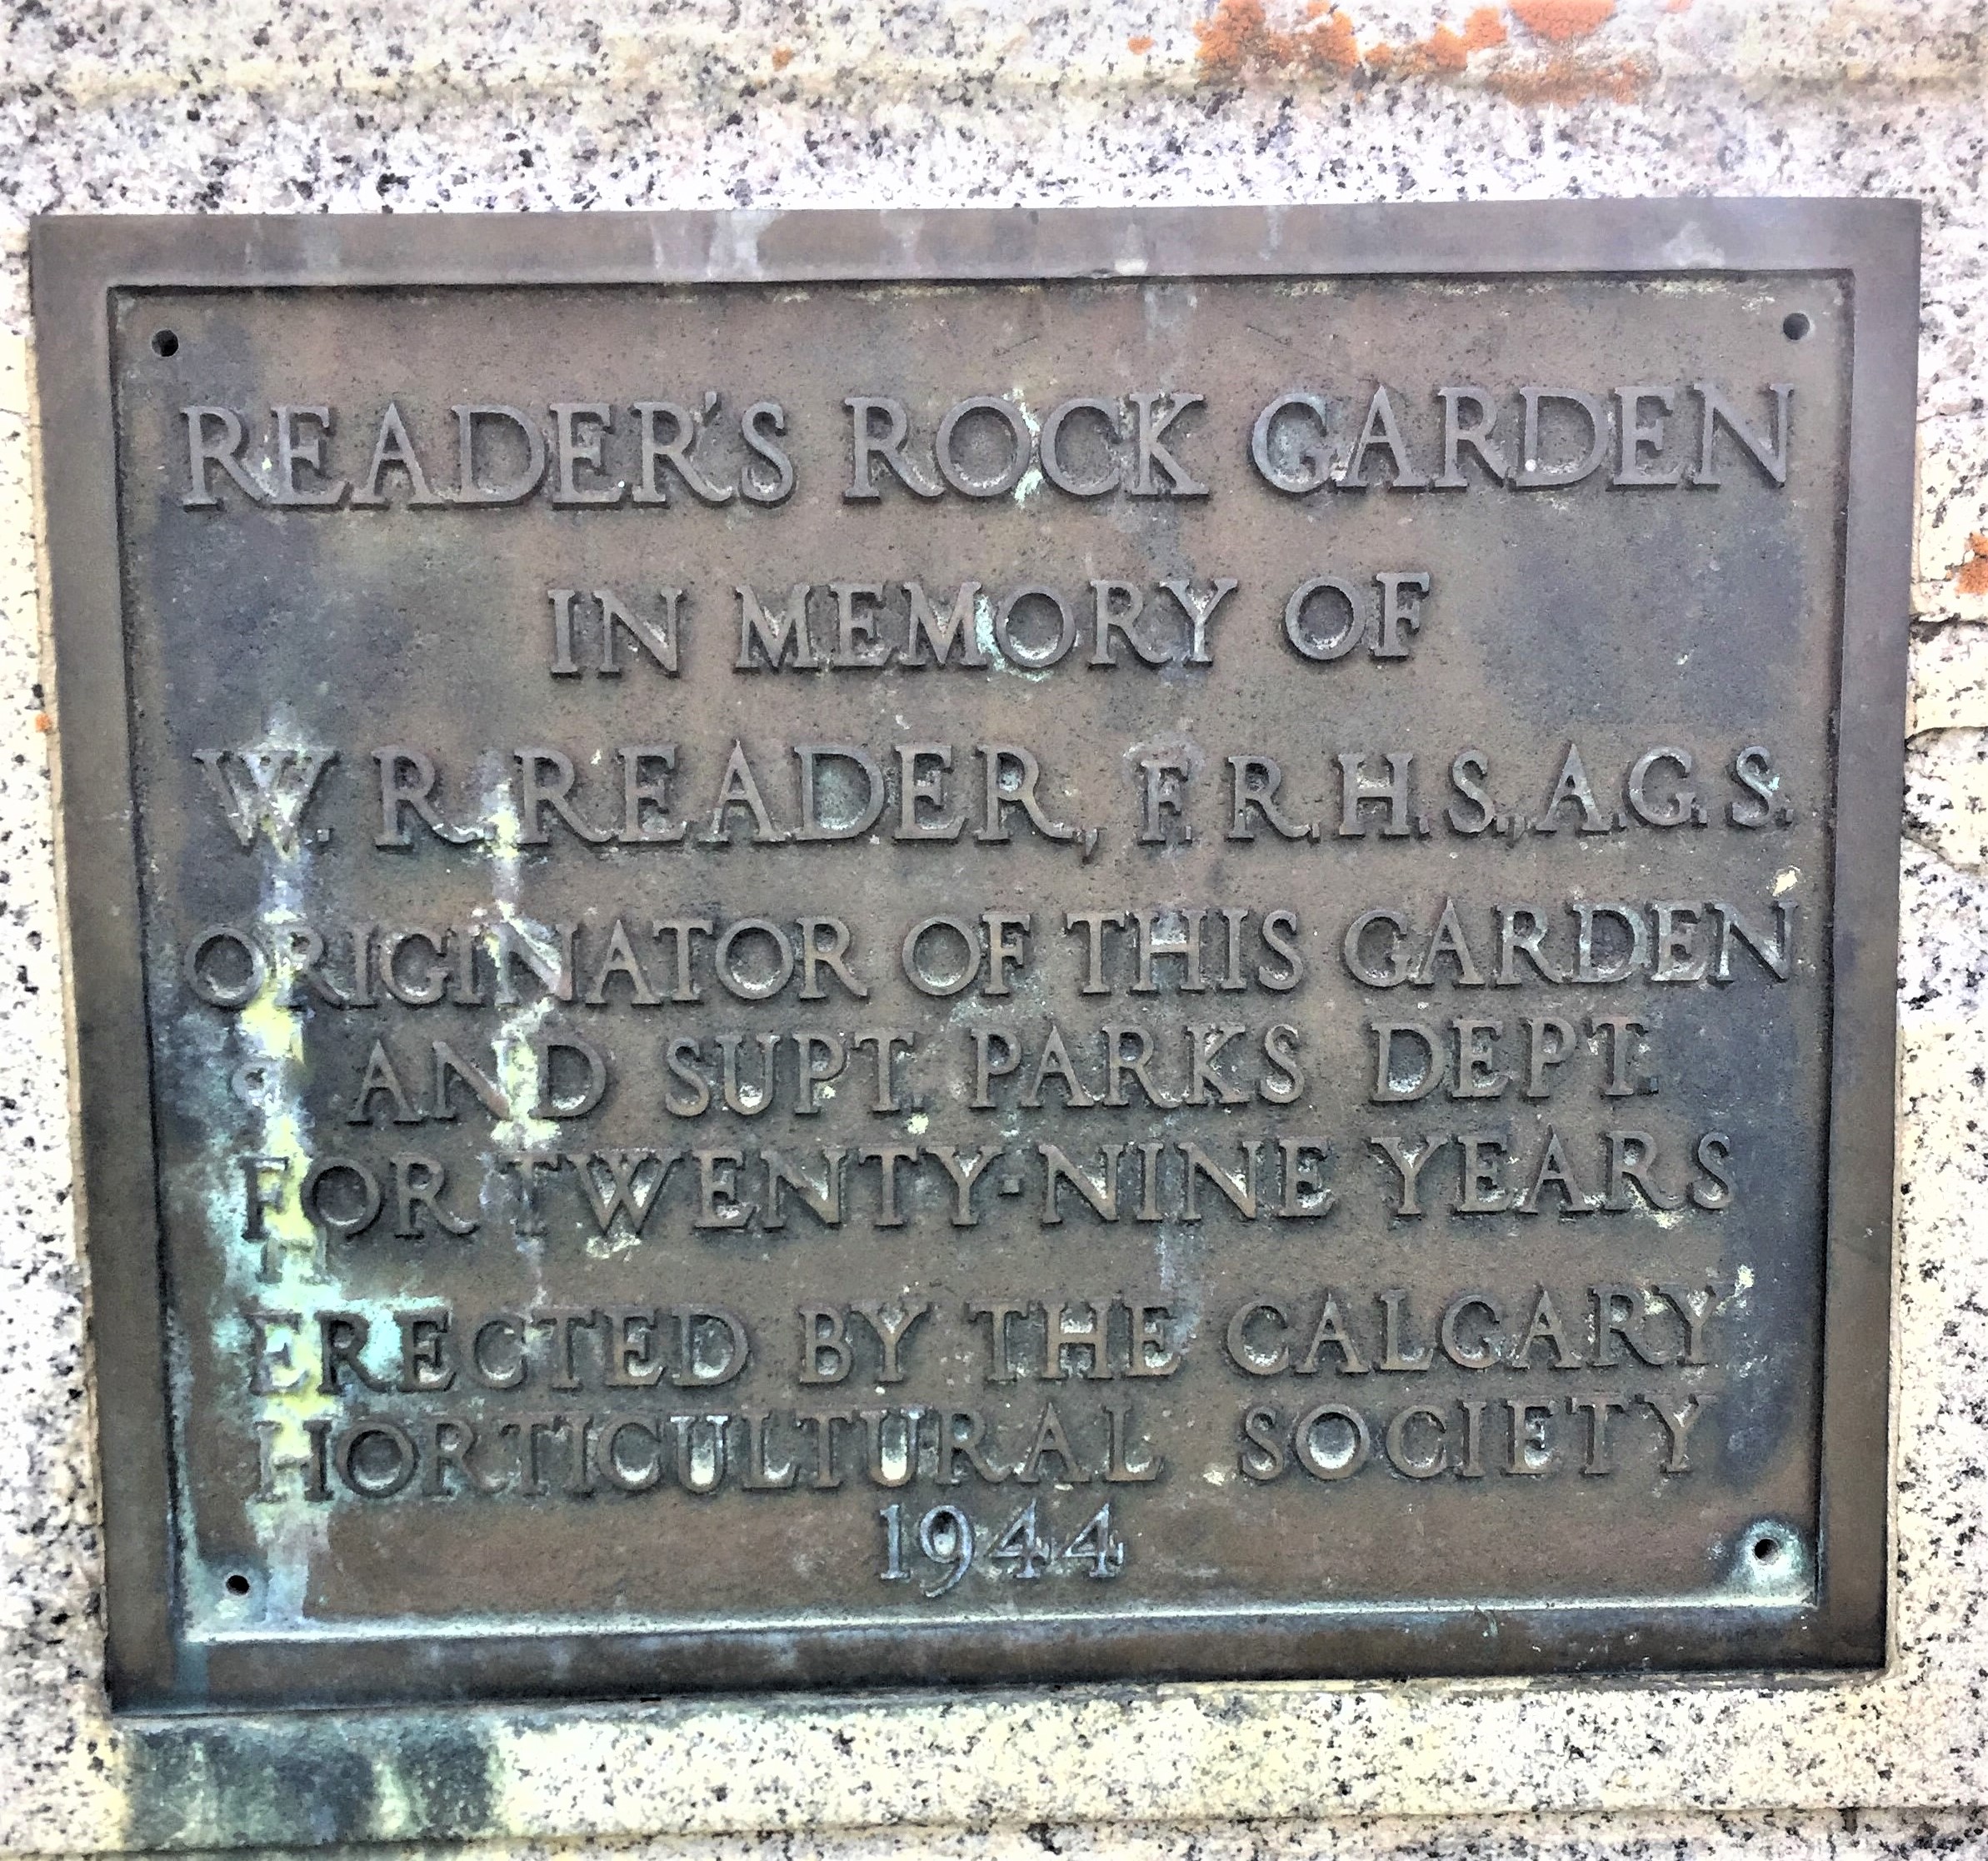 READER'S ROCK GARDEN
IN MEMORY OF
W. R. READER, F.R.H.S., A.G.S.
ORIGINATOR OF THIS GARDEN
AND SUPT. PARKS DEPT.
FOR TWENTY-NINE YEARS
ERECTED BY THE CALGARY
HORTICULTURAL SOCIETY
1944